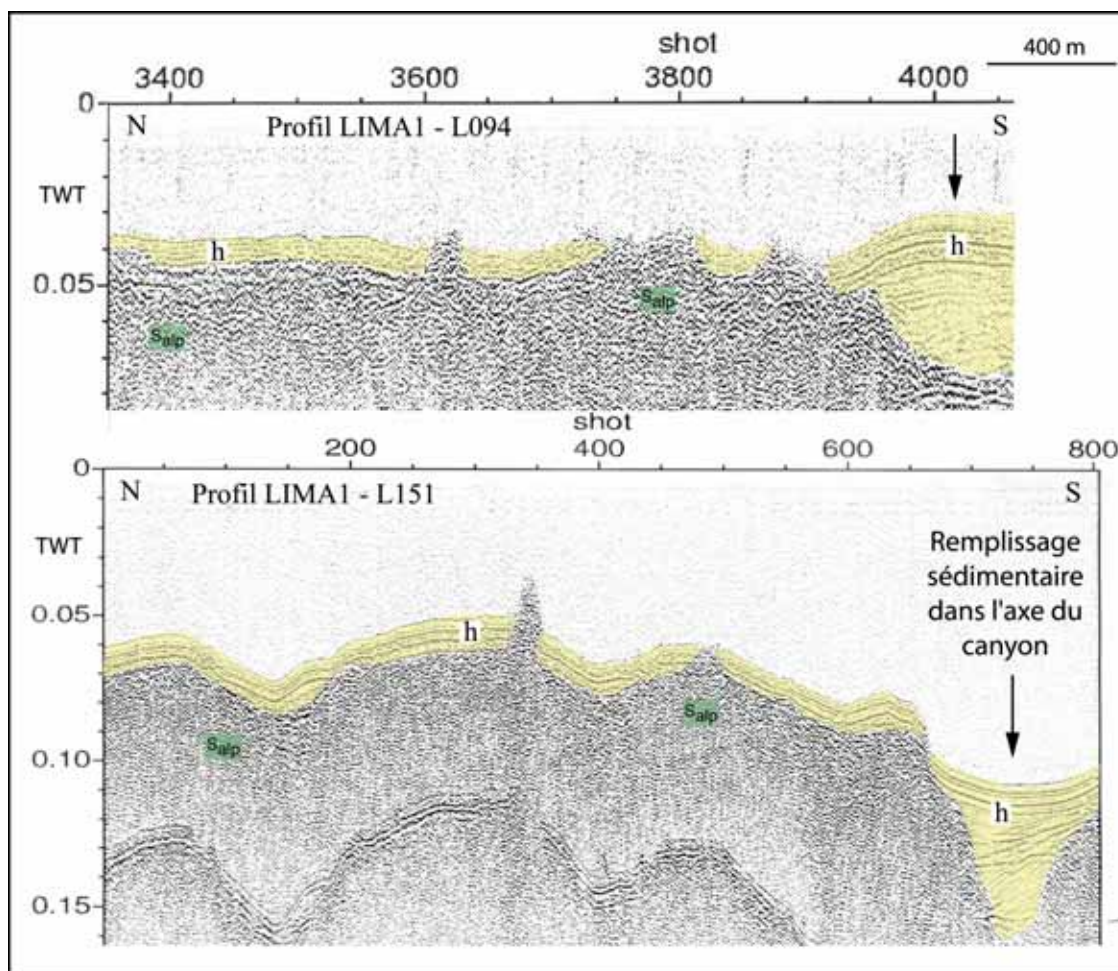 shot
400 m
3400 3600 3800 4000
0
N Profil LIMA1 - L094 S
TWT
h h
0.05
Salp
Salp
shot
200 400 600 800
0
N Profil LIMA1 - L151 S
TWT
Remplissage
sédimentaire
dans l'axe du
canyon
0.05
h
Salp
Salp
0.10
h
0.15